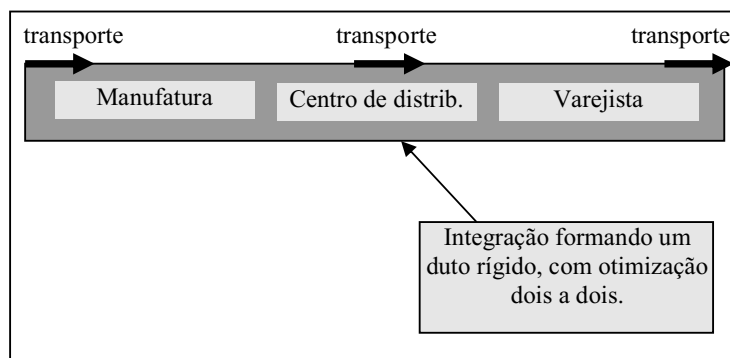 transporte transporte transporte
Manufatura Centro de distrib. Varejista
Integração formando um
duto rígido, com otimização
dois a dois.